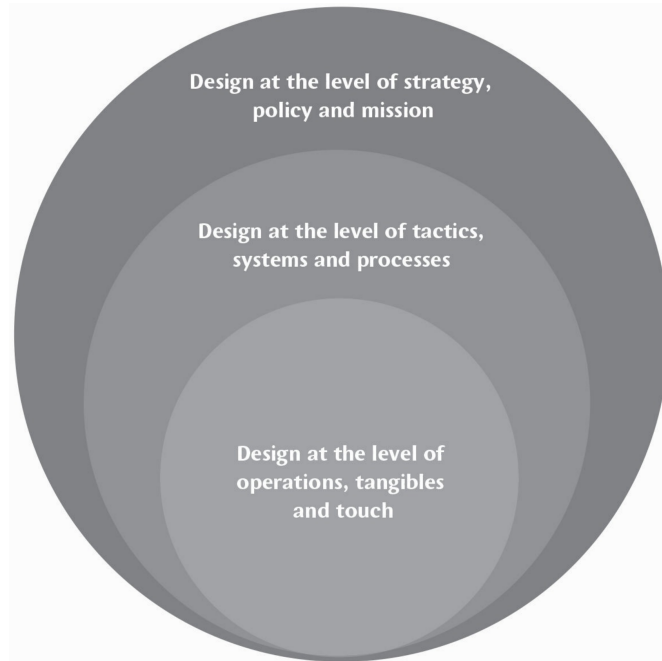 Design at the level of strategy,
policy and mission
Design at the level of tactics,
systems and processes
Design at the level of
operations, tangibles
and touch